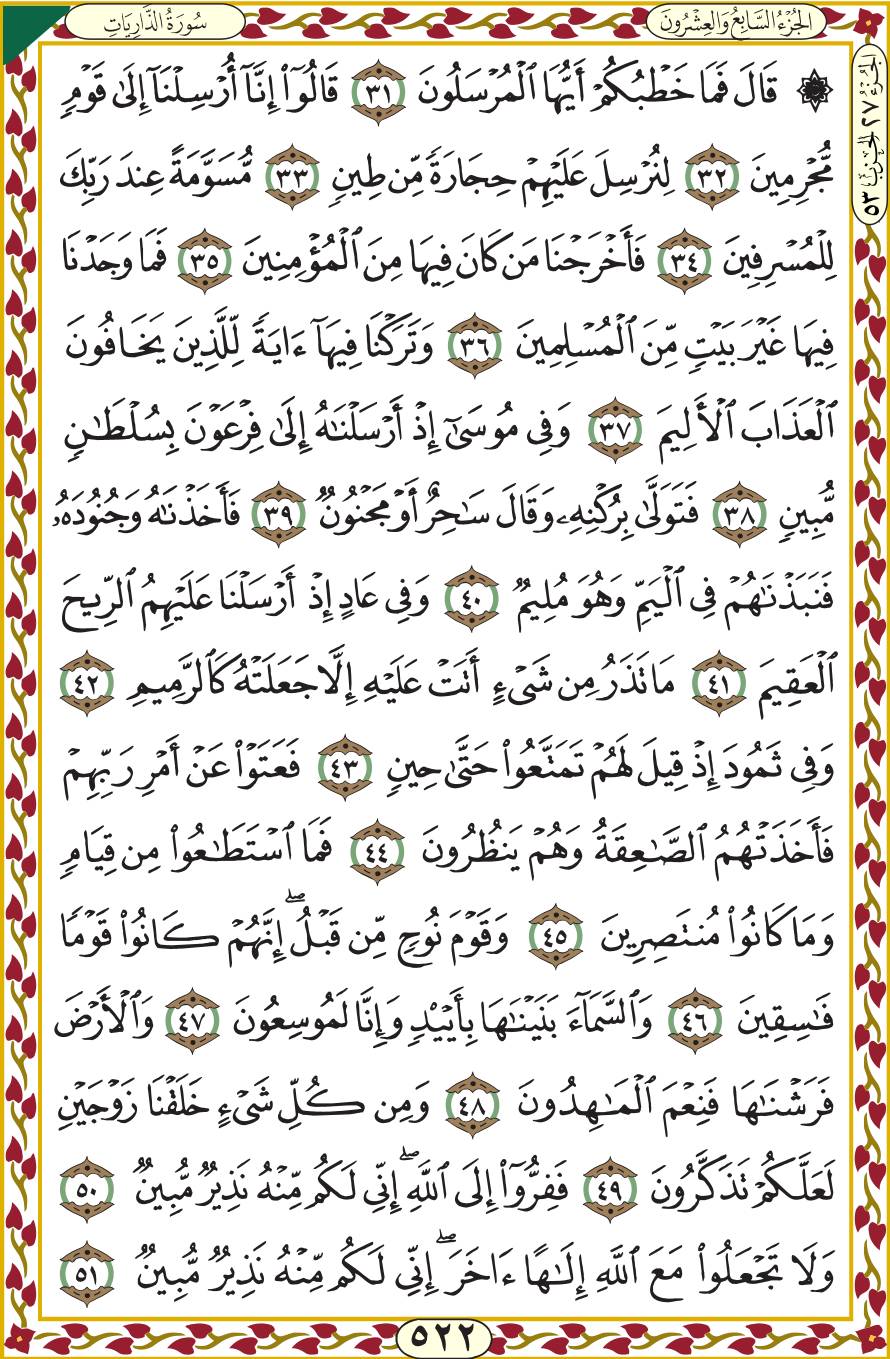 الجُزْءُ السَّابِعُ وَالعِشْرُونَ
سُورَةُ الذَّارِيَاتِ
الجُزْءُ ٢٧ الحِزْبُ ٥٣
۞ قَالَ فَمَا خَطْبُكُمْ أَيُّهَا ٱلْمُرْسَلُونَ ٣١ قَالُوٓا۟ إِنَّآ أُرْسِلْنَآ إِلَىٰ قَوْمٍ
مُّجْرِمِينَ ٣٢ لِنُرْسِلَ عَلَيْهِمْ حِجَارَةً مِّن طِينٍ ٣٣ مُّسَوَّمَةً عِندَ رَبِّكَ
لِلْمُسْرِفِينَ ٣٤ فَأَخْرَجْنَا مَن كَانَ فِيهَا مِنَ ٱلْمُؤْمِنِينَ ٣٥ فَمَا وَجَدْنَا
فِيهَا غَيْرَ بَيْتٍ مِّنَ ٱلْمُسْلِمِينَ ٣٦ وَتَرَكْنَا فِيهَآ ءَايَةً لِّلَّذِينَ يَخَافُونَ
ٱلْعَذَابَ ٱلْأَلِيمَ ٣٧ وَفِى مُوسَىٰٓ إِذْ أَرْسَلْنَٰهُ إِلَىٰ فِرْعَوْنَ بِسُلْطَٰنٍ
مُّبِينٍ ٣٨ فَتَوَلَّىٰ بِرُكْنِهِۦ وَقَالَ سَٰحِرٌ أَوْ مَجْنُونٌ ٣٩ فَأَخَذْنَٰهُ وَجُنُودَهُۥ
فَنَبَذْنَٰهُمْ فِى ٱلْيَمِّ وَهُوَ مُلِيمٌ ٤٠ وَفِى عَادٍ إِذْ أَرْسَلْنَا عَلَيْهِمُ ٱلرِّيحَ
ٱلْعَقِيمَ ٤١ مَا تَذَرُ مِن شَىْءٍ أَتَتْ عَلَيْهِ إِلَّا جَعَلَتْهُ كَٱلرَّمِيمِ ٤٢
وَفِى ثَمُودَ إِذْ قِيلَ لَهُمْ تَمَتَّعُوا۟ حَتَّىٰ حِينٍ ٤٣ فَعَتَوْا۟ عَنْ أَمْرِ رَبِّهِمْ
فَأَخَذَتْهُمُ ٱلصَّٰعِقَةُ وَهُمْ يَنظُرُونَ ٤٤ فَمَا ٱسْتَطَٰعُوا۟ مِن قِيَامٍ
وَمَا كَانُوا۟ مُنتَصِرِينَ ٤٥ وَقَوْمَ نُوحٍ مِّن قَبْلُ ۖ إِنَّهُمْ كَانُوا۟ قَوْمًا
فَٰسِقِينَ ٤٦ وَٱلسَّمَآءَ بَنَيْنَٰهَا بِأَيْي۟دٍ وَإِنَّا لَمُوسِعُونَ ٤٧ وَٱلْأَرْضَ
فَرَشْنَٰهَا فَنِعْمَ ٱلْمَٰهِدُونَ ٤٨ وَمِن كُلِّ شَىْءٍ خَلَقْنَا زَوْجَيْنِ
لَعَلَّكُمْ تَذَكَّرُونَ ٤٩ فَفِرُّوٓا۟ إِلَى ٱللَّهِ ۖ إِنِّى لَكُم مِّنْهُ نَذِيرٌ مُّبِينٌ ٥٠
وَلَا تَجْعَلُوا۟ مَعَ ٱللَّهِ إِلَٰهًا ءَاخَرَ ۖ إِنِّى لَكُم مِّنْهُ نَذِيرٌ مُّبِينٌ ٥١
٥٢٢